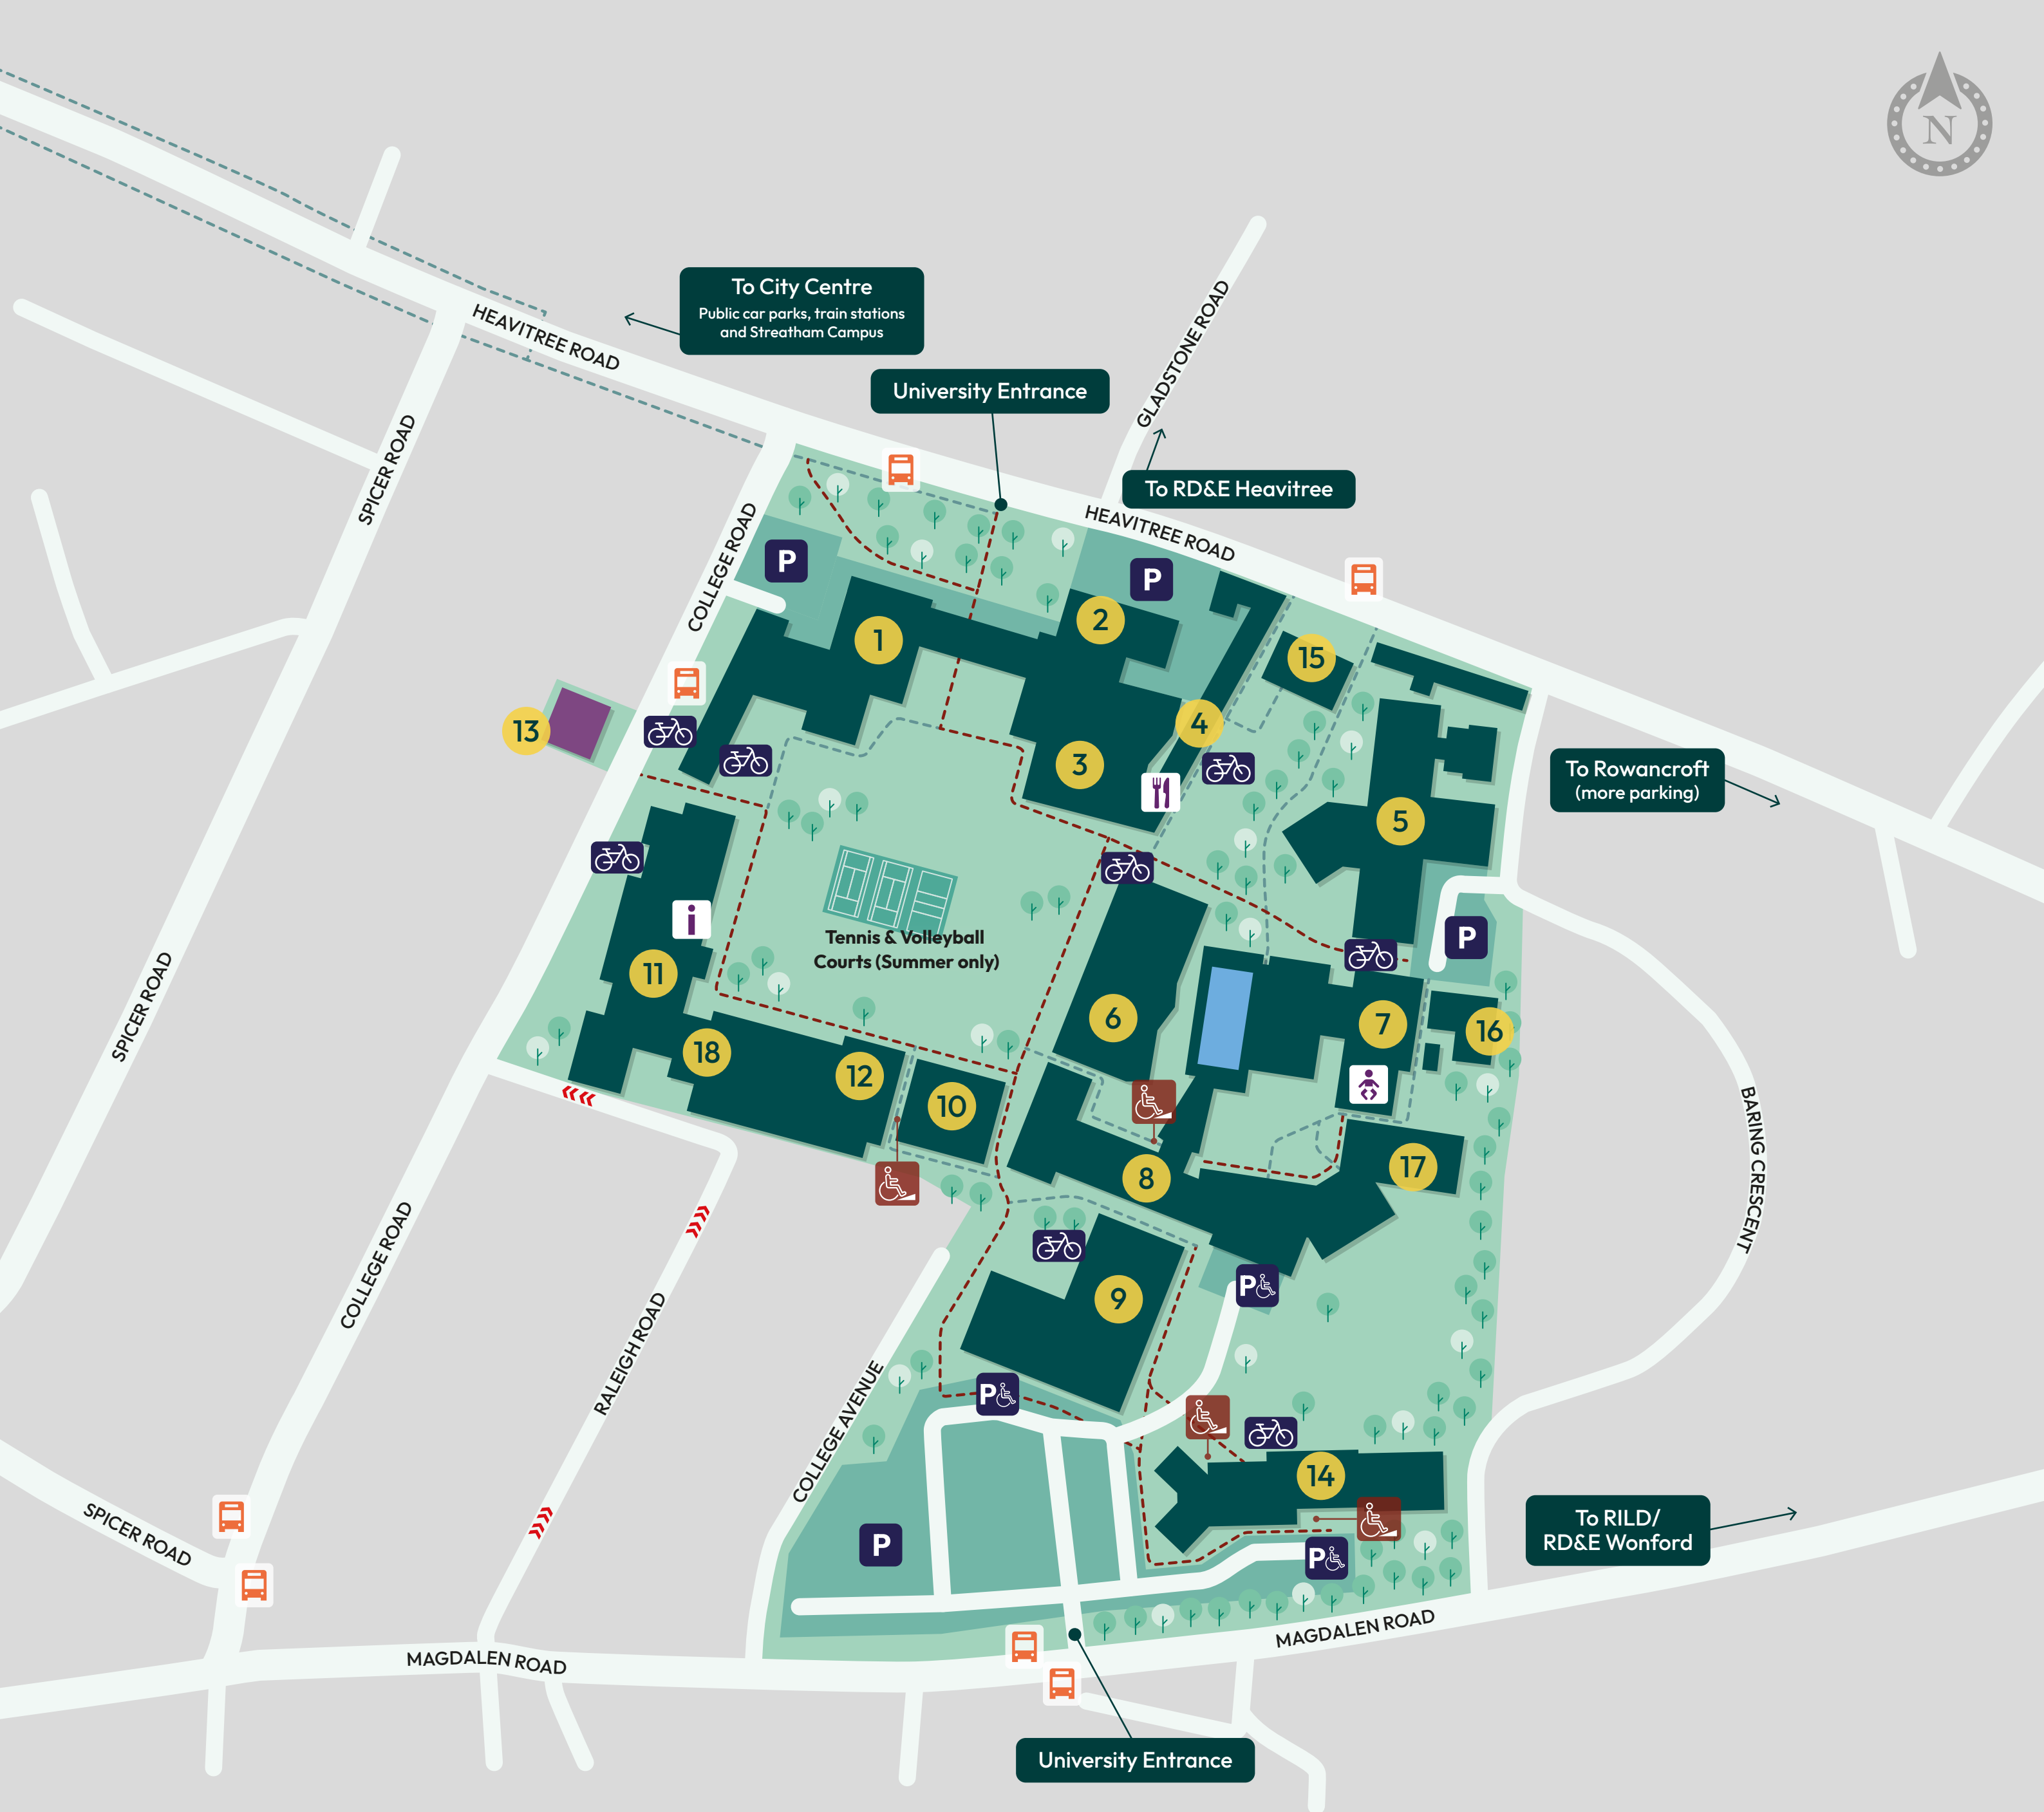 N
To City Centre
Public car parks, train stations
and Streatham Campus
HEAVITREE ROAD
University Entrance
GLADSTONE ROAD
To RD&E Heavitree
HEAVITREE ROAD
SPICER ROAD
COLLEGE ROAD
P
P
1
2
15
4
13
3
To Rowancroft
(more parking)
5
i
Tennis & Volleyball
Courts (Summer only)
P
11
6
7
16
18
12
10
SPICER ROAD
BARING CRESCENT
8
17
COLLEGE ROAD
RALEIGH ROAD
P
9
P
COLLEGE AVENUE
14
SPICER ROAD
P
P
To RILD/
RD&E Wonford
MAGDALEN ROAD
MAGDALEN ROAD
University Entrance